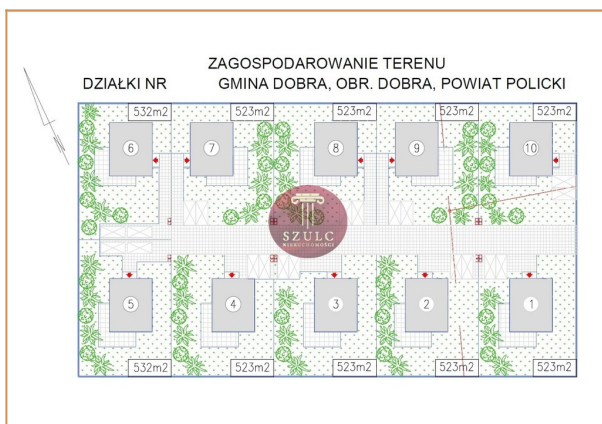 ZAGOSPODAROWANIE TERENU
DZIAŁKI NR GMINA DOBRA, OBR. DOBRA, POWIAT POLICKI
532m2 523m2 523m2 523m2 523m2
6 7 8 9 10
SZULC
NIERUCHOMOŚCI
5 4 3 2 1
532m2 523m2 523m2 523m2 523m2